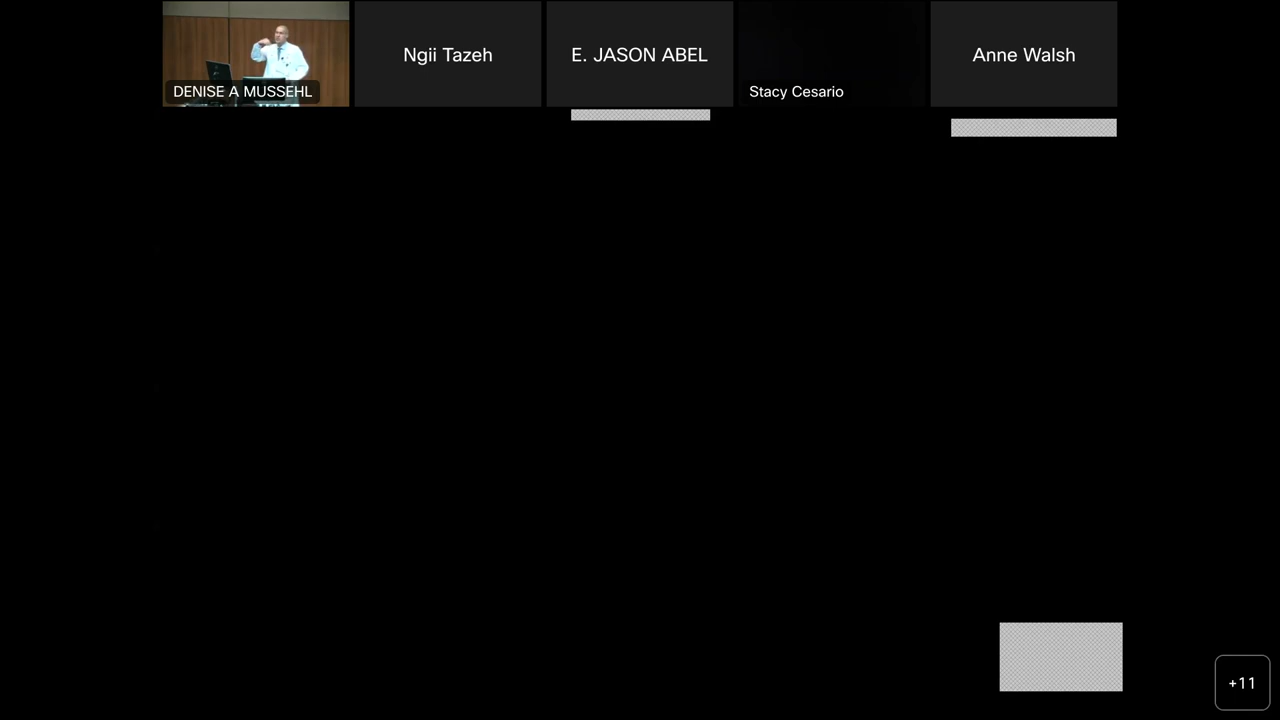 DENISE A MUSSEHL
Ngii Tazeh
E. JASON ABEL
Stacy Cesario
Anne Walsh
+11